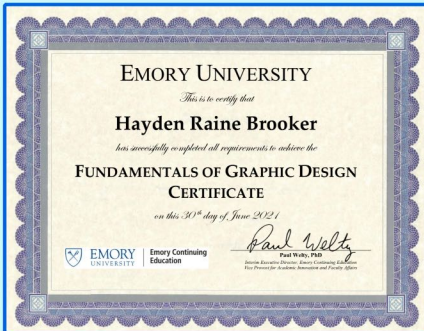 EMORY UNIVERSITY
This is to certify that
Hayden Raine Brooker
has successfully completed all requirements to achieve the
FUNDAMENTALS OF GRAPHIC DESIGN
CERTIFICATE
on this 30th day of June 2021
Paul Welty
Paul Welty, PhD
Interim Executive Director, Emory Continuing Education
Vice Provost for Academic Innovation and Faculty Affairs
EMORY
UNIVERSITY
Emory Continuing
Education